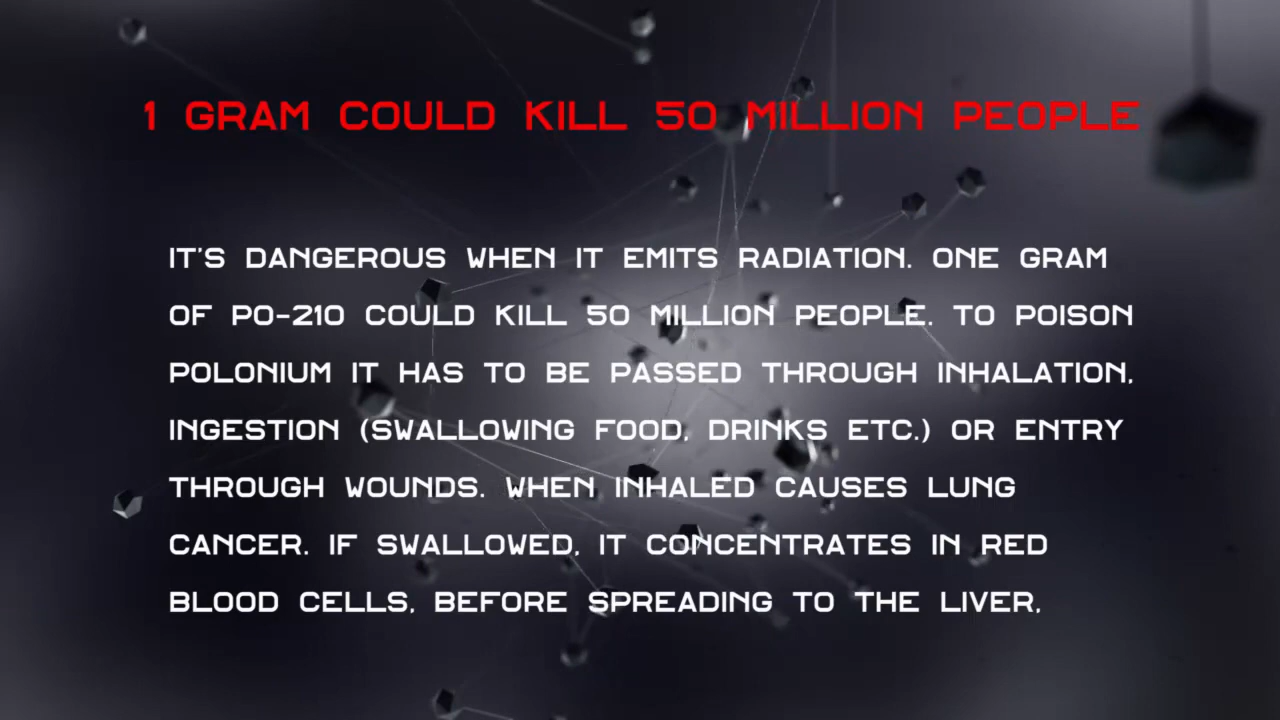 1 GRAM COULD KILL 50 MILLION PEOPLE
IT'S DANGEROUS WHEN IT EMITS RADIATION. ONE GRAM
OF PO-210 COULD KILL 50 MILLION PEOPLE. TO POISON
POLONIUM IT HAS TO BE PASSED THROUGH INHALATION,
INGESTION (SWALLOWING FOOD, DRINKS ETC.) OR ENTRY
THROUGH WOUNDS. WHEN INHALED CAUSES LUNG
CANCER. IF SWALLOWED, IT CONCENTRATES IN RED
BLOOD CELLS, BEFORE SPREADING TO THE LIVER,